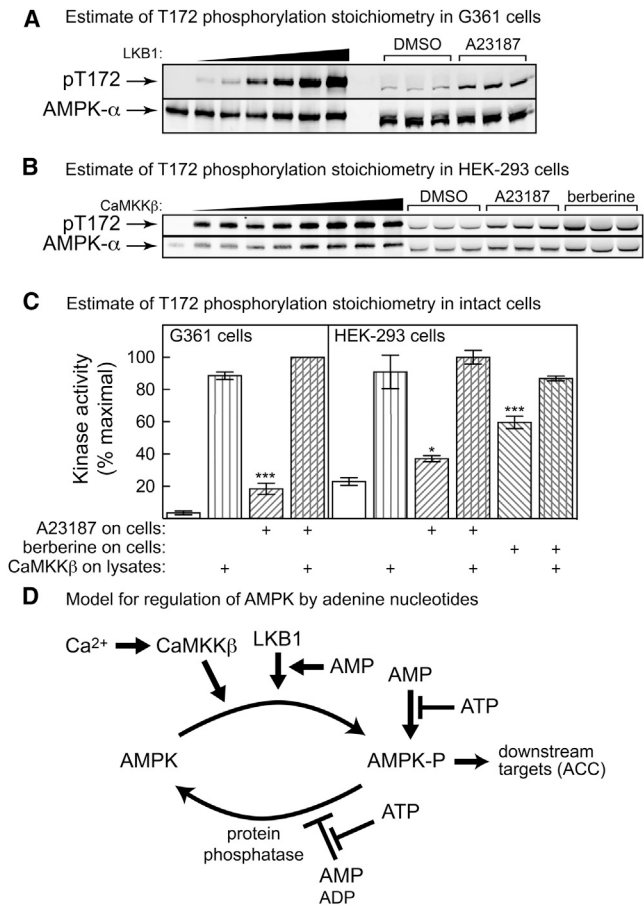 A Estimate of T172 phosphorylation stoichiometry in G361 cells
LKB1:
DMSO A23187
pT172
AMPK-α
B Estimate of T172 phosphorylation stoichiometry in HEK-293 cells
CaMKKβ:
DMSO A23187 berberine
pT172
AMPK-α
C Estimate of T172 phosphorylation stoichiometry in intact cells
G361 cells HEK-293 cells
Kinase activity
(% maximal)
100
80
60
40
20
*** * ***
A23187 on cells: + + + +
berberine on cells: + +
CaMKKβ on lysates: + + + + +
D Model for regulation of AMPK by adenine nucleotides
Ca²⁺ CaMKKβ LKB1
AMP
AMP
ATP
AMPK AMPK-P downstream
targets (ACC)
protein
phosphatase
ATP
AMP
ADP